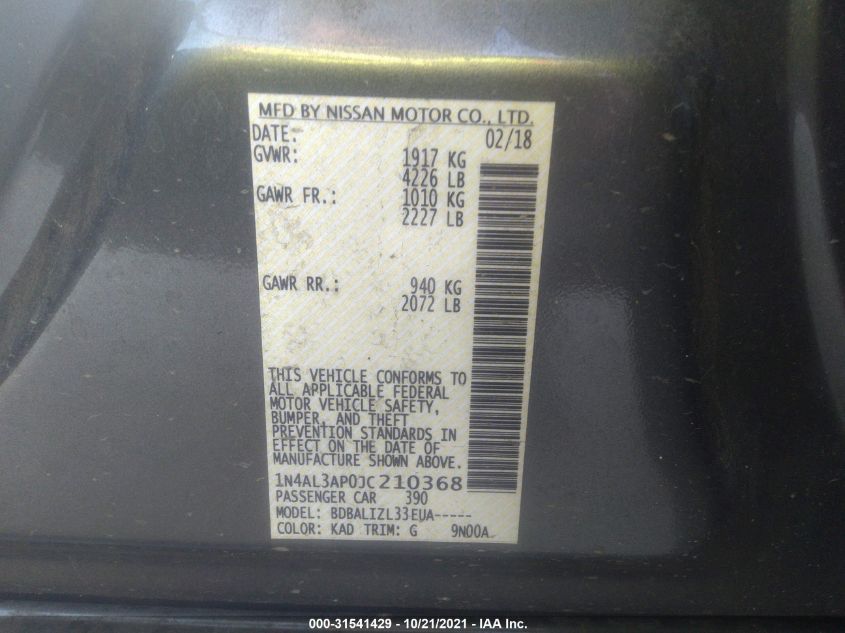 MFD BY NISSAN MOTOR CO., LTD.
DATE: 02/18
GVWR: 1917 KG
4226 LB
GAWR FR.: 1010 KG
2227 LB
GAWR RR.: 940 KG
2072 LB
THIS VEHICLE CONFORMS TO
ALL APPLICABLE FEDERAL
MOTOR VEHICLE SAFETY,
BUMPER, AND THEFT
PREVENTION STANDARDS IN
EFFECT ON THE DATE OF
MANUFACTURE SHOWN ABOVE.
1N4AL3AP0JC210368
PASSENGER CAR 390
MODEL: BDBALIZL33EUA-----
COLOR: KAD TRIM: G 9N00A
000-31541429 - 10/21/2021 - IAA Inc.